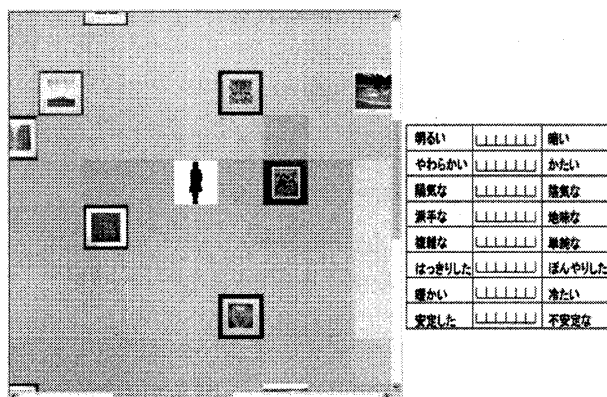 明るい 暗い
やわらかい かたい
陽気な 陰気な
派手な 地味な
複雑な 単純な
はっきりした ぼんやりした
暖かい 冷たい
安定した 不安定な